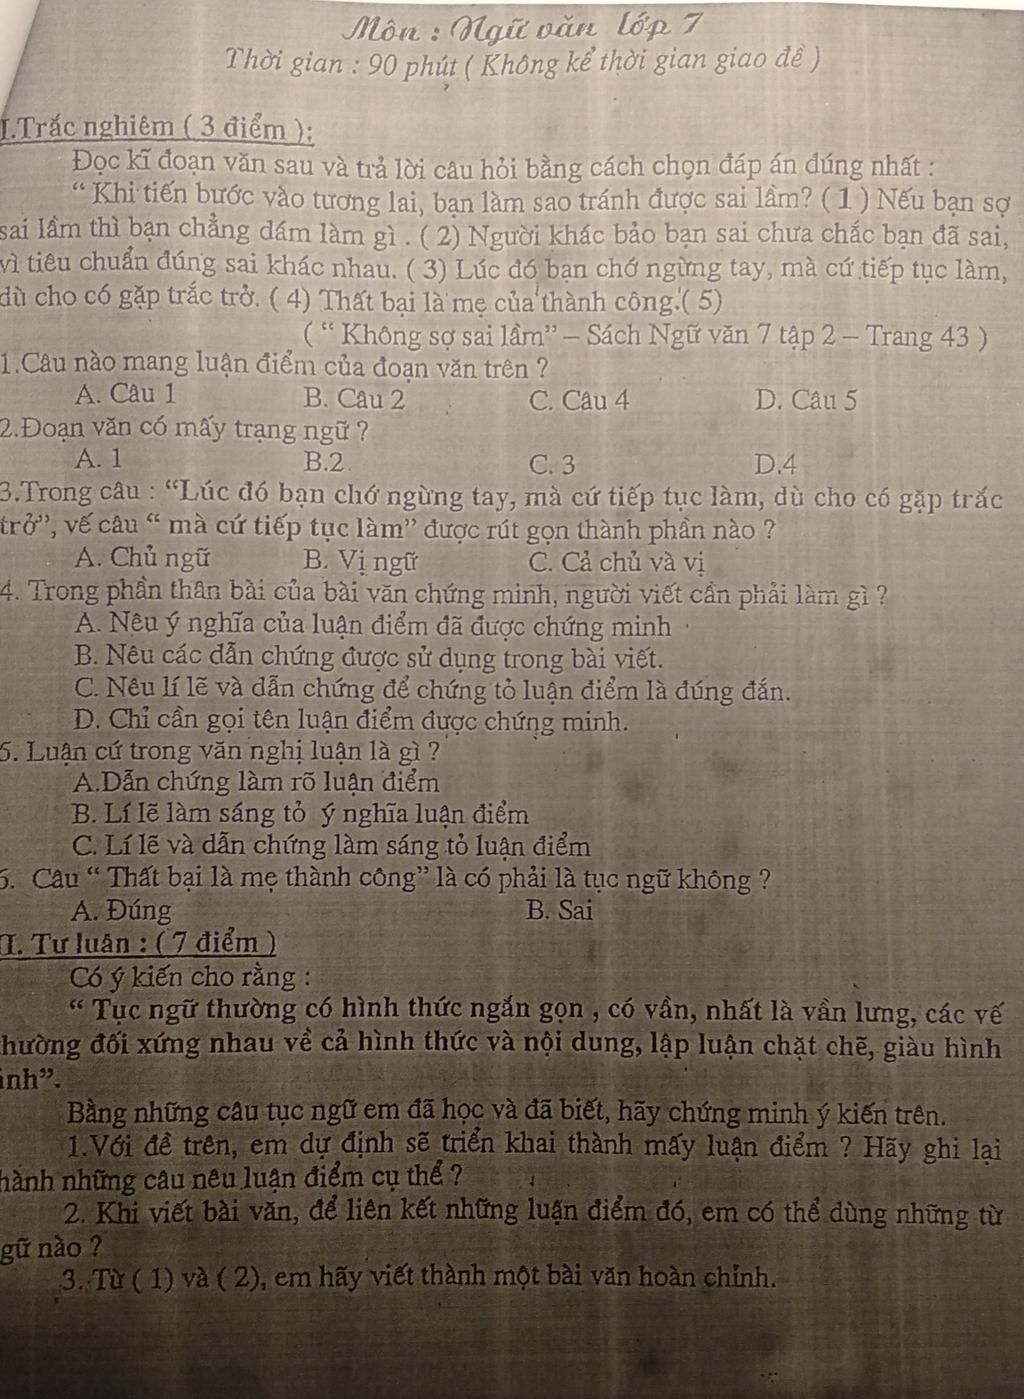 Môn : Ngữ văn lớp 7
Thời gian : 90 phút ( Không kể thời gian giao đề )
I.Trắc nghiêm ( 3 điểm ):
Đọc kĩ đoạn văn sau và trả lời câu hỏi bằng cách chọn đáp án đúng nhất :
“ Khi tiến bước vào tương lai, bạn làm sao tránh được sai lầm? ( 1 ) Nếu bạn sợ
sai lầm thì bạn chẳng dám làm gì . ( 2) Người khác bảo bạn sai chưa chắc bạn đã sai,
vì tiêu chuẩn đúng sai khác nhau. ( 3) Lúc đó bạn chớ ngừng tay, mà cứ tiếp tục làm,
dù cho có gặp trắc trở. ( 4) Thất bại là mẹ của thành công.( 5)
( “ Không sợ sai lầm” – Sách Ngữ văn 7 tập 2 – Trang 43 )
1.Câu nào mang luận điểm của đoạn văn trên ?
A. Câu 1 B. Câu 2 C. Câu 4 D. Câu 5
2.Đoạn văn có mấy trạng ngữ ?
A. 1 B.2 C. 3 D.4
3.Trong câu : “Lúc đó bạn chớ ngừng tay, mà cứ tiếp tục làm, dù cho có gặp trắc
trở”, vế câu “ mà cứ tiếp tục làm” được rút gọn thành phần nào ?
A. Chủ ngữ B. Vị ngữ C. Cả chủ và vị
4. Trong phần thân bài của bài văn chứng minh, người viết cần phải làm gì ?
A. Nêu ý nghĩa của luận điểm đã được chứng minh
B. Nêu các dẫn chứng được sử dụng trong bài viết.
C. Nêu lí lẽ và dẫn chứng để chứng tỏ luận điểm là đúng đắn.
D. Chỉ cần gọi tên luận điểm được chứng minh.
5. Luận cứ trong văn nghị luận là gì ?
A.Dẫn chứng làm rõ luận điểm
B. Lí lẽ làm sáng tỏ ý nghĩa luận điểm
C. Lí lẽ và dẫn chứng làm sáng tỏ luận điểm
6. Câu “ Thất bại là mẹ thành công” là có phải là tục ngữ không ?
A. Đúng B. Sai
II. Tư luân : ( 7 điểm )
Có ý kiến cho rằng :
“ Tục ngữ thường có hình thức ngắn gọn , có vần, nhất là vần lưng, các vế
thường đối xứng nhau về cả hình thức và nội dung, lập luận chặt chẽ, giàu hình
ảnh”.
Bằng những câu tục ngữ em đã học và đã biết, hãy chứng minh ý kiến trên.
1.Với đề trên, em dự định sẽ triển khai thành mấy luận điểm ? Hãy ghi lại
thành những câu nêu luận điểm cụ thể ?
2. Khi viết bài văn, để liên kết những luận điểm đó, em có thể dùng những từ
ngữ nào ?
3. Từ ( 1) và ( 2), em hãy viết thành một bài văn hoàn chỉnh.